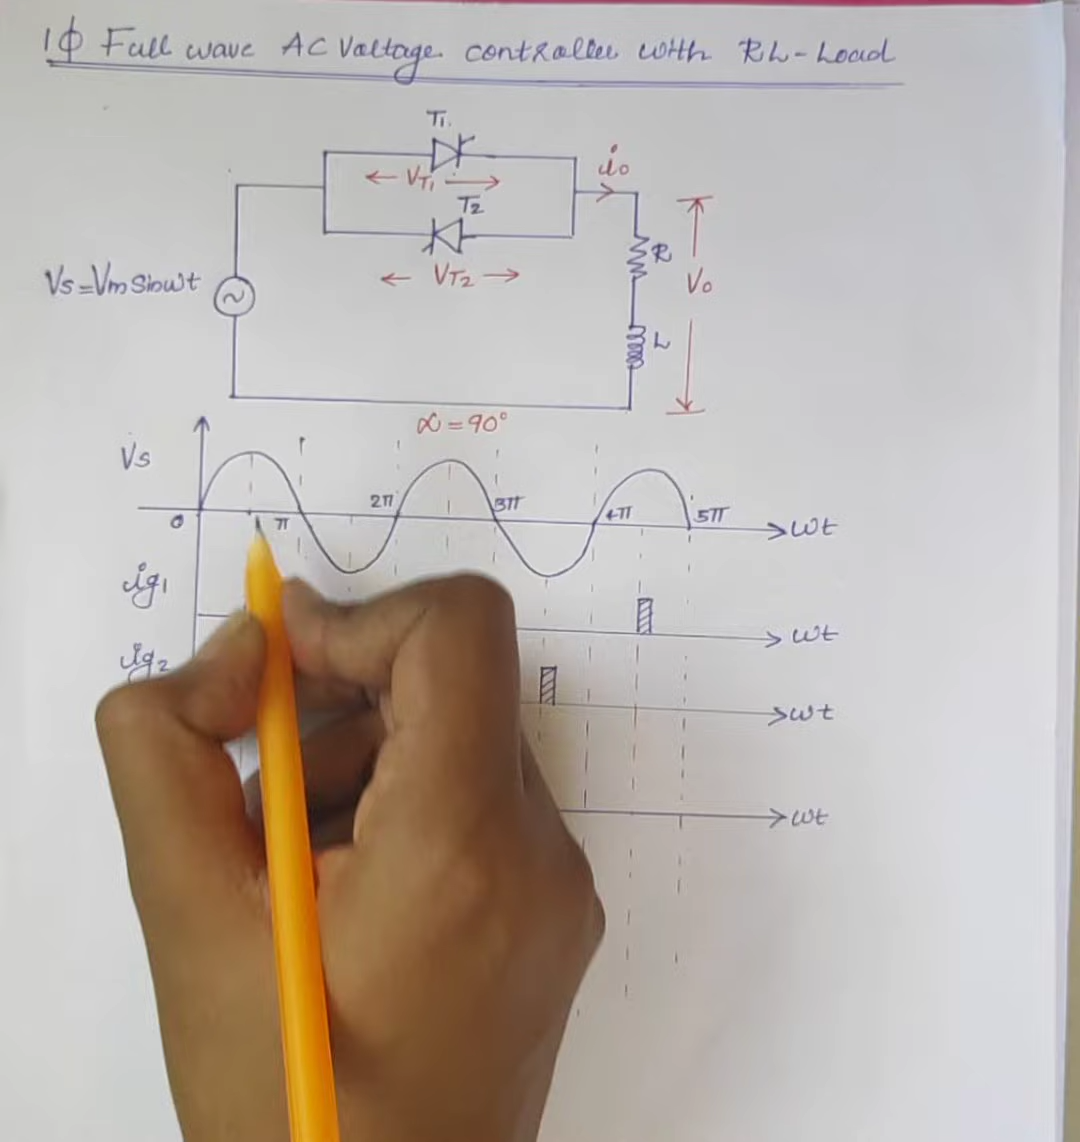 1ϕ Full wave AC Voltage controller with RL-Load
T1.
← VT1 →
io
T2
← VT2 →
R
Vs=Vm Sinωt
Vo
L
α=90°
Vs
0
π
2π
3π
4π
5π
ωt
ig1
ωt
ig2
ωt
ωt